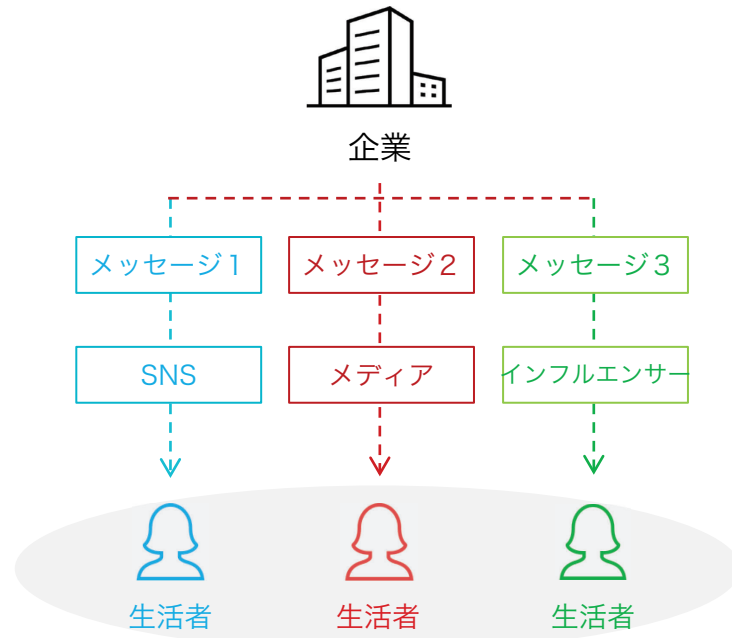 企業
メッセージ1
メッセージ2
メッセージ3
SNS
メディア
インフルエンサー
生活者
生活者
生活者